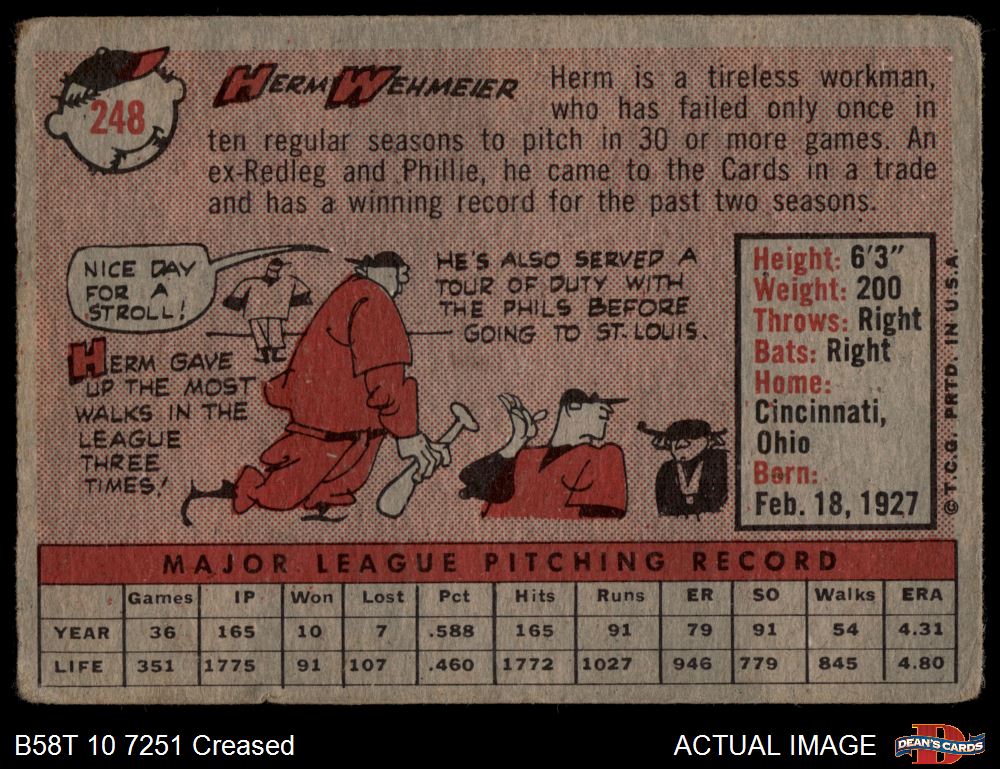 248
HERM WEHMEIER
Herm is a tireless workman,
who has failed only once in
ten regular seasons to pitch in 30 or more games. An
ex-Redleg and Phillie, he came to the Cards in a trade
and has a winning record for the past two seasons.
NICE DAY
FOR A
STROLL!
HERM GAVE
UP THE MOST
WALKS IN THE
LEAGUE
THREE
TIMES!
HE'S ALSO SERVED A
TOUR OF DUTY WITH
THE PHILS BEFORE
GOING TO ST. LOUIS.
Height: 6'3"
Weight: 200
Throws: Right
Bats: Right
Home:
Cincinnati,
Ohio
Born:
Feb. 18, 1927
© T.C.G. PRTD. IN U.S.A.
MAJOR LEAGUE PITCHING RECORD
Games IP Won Lost Pct Hits Runs ER SO Walks ERA
YEAR 36 165 10 7 .588 165 91 79 91 54 4.31
LIFE 351 1775 91 107 .460 1772 1027 946 779 845 4.80
B58T 10 7251 Creased
ACTUAL IMAGE
D
DEAN'S CARDS